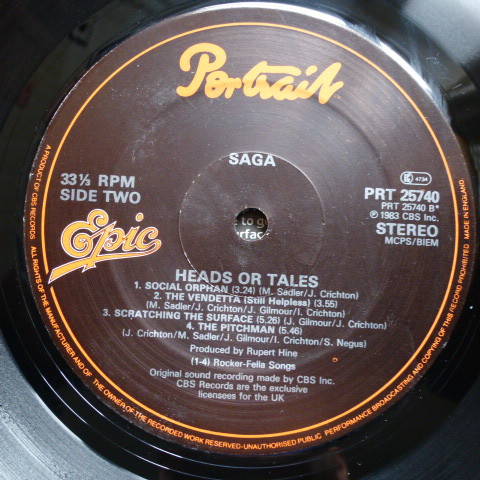 Portrait
SAGA
33⅓ RPM
SIDE TWO
K 4734
PRT 25740
PRT 25740 B*
℗ 1983 CBS Inc.
STEREO
MCPS/BIEM
Epic
to g
rface
HEADS OR TALES
1. SOCIAL ORPHAN (3.24) (M. Sadler/J. Crichton)
2. THE VENDETTA (Still Helpless) (3.55)
(M. Sadler/J. Crichton/J. Gilmour/I. Crichton)
3. SCRATCHING THE SURFACE (5.26) (J. Gilmour/J. Crichton)
4. THE PITCHMAN (5.46)
(J. Crichton/M. Sadler/J. Gilmour/I. Crichton/S. Negus)
Produced by Rupert Hine
(1-4) Rocker-Fella Songs
Original sound recording made by CBS Inc.
CBS Records are the exclusive
licensees for the UK
A PRODUCT OF CBS RECORDS
MADE IN ENGLAND
ALL RIGHTS OF THE MANUFACTURER AND OF THE OWNER OF THE RECORDED WORK RESERVED-UNAUTHORISED PUBLIC PERFORMANCE BROADCASTING AND COPYING OF THIS RECORD PROHIBITED